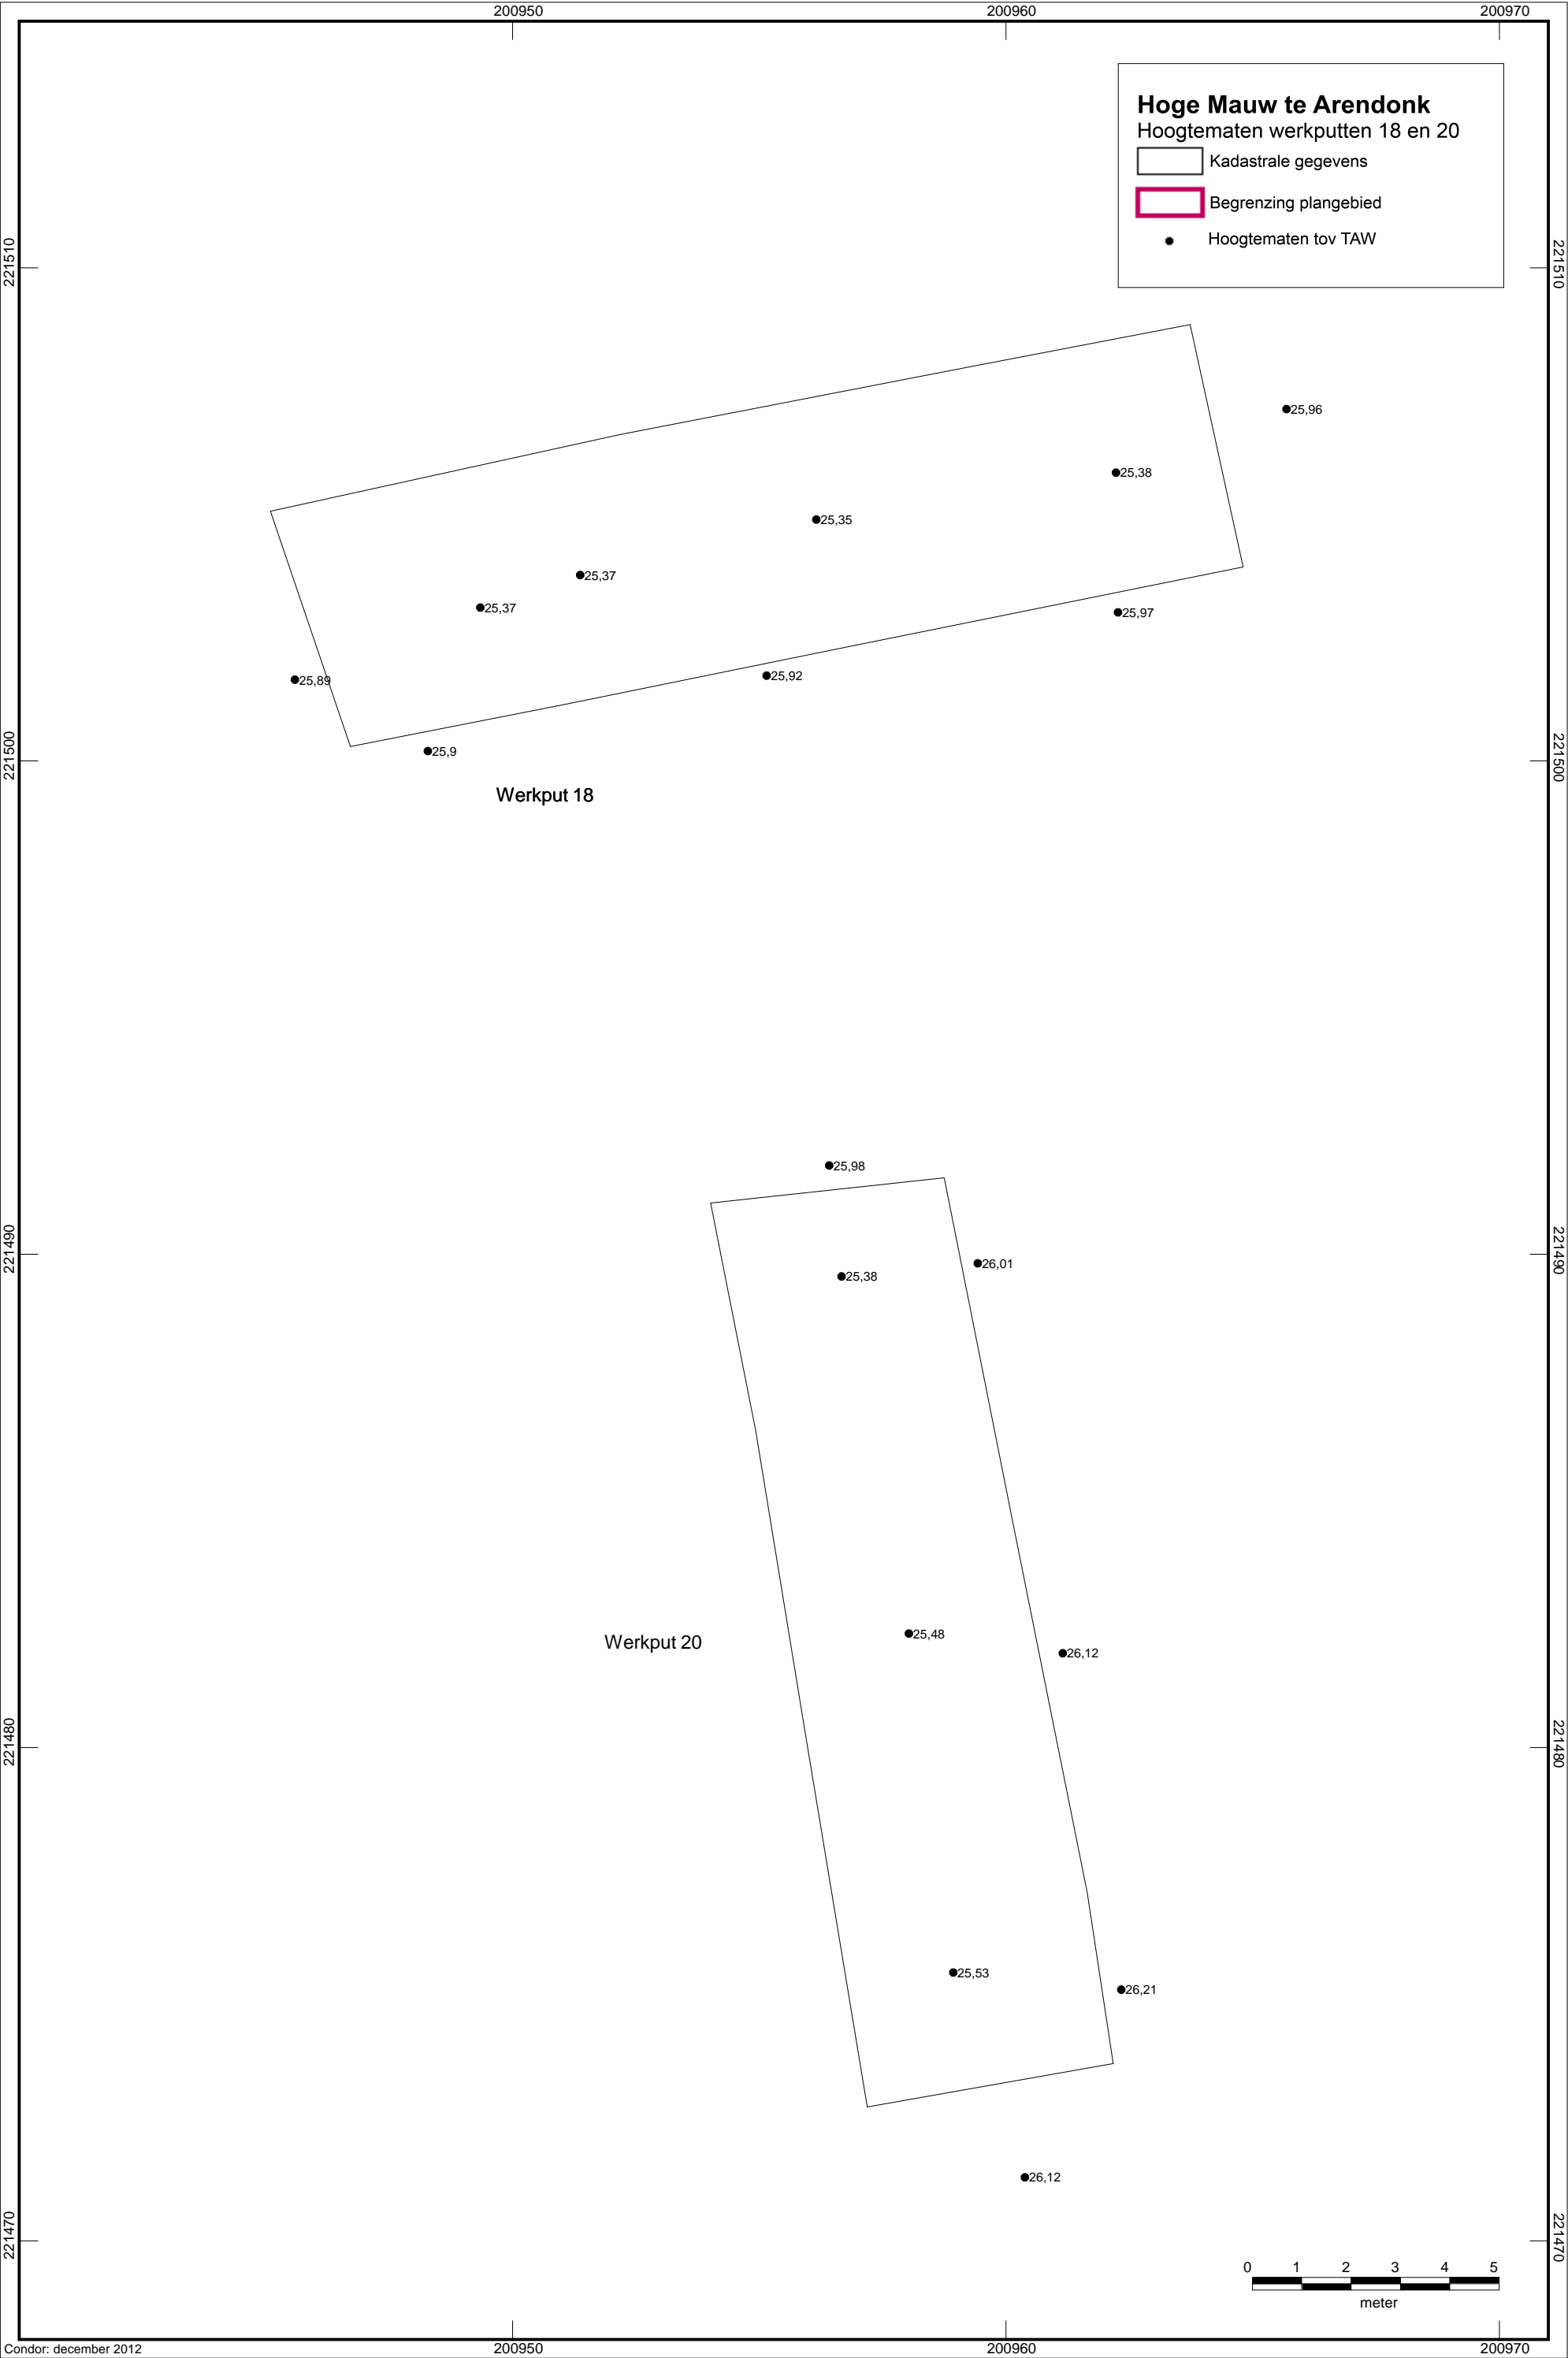 200950 200960 200970
Hoge Mauw te Arendonk
Hoogtematen werkputten 18 en 20
Kadastrale gegevens
Begrenzing plangebied
Hoogtematen tov TAW
221510 221510
25,96
25,38
25,35
25,37
25,37
25,97
25,92
25,89
25,9
221500 221500
Werkput 18
25,98
221490 221490
26,01
25,38
25,48
Werkput 20
26,12
221480 221480
25,53
26,21
26,12
221470 221470
0 1 2 3 4 5
meter
Condor: december 2012
200950 200960 200970